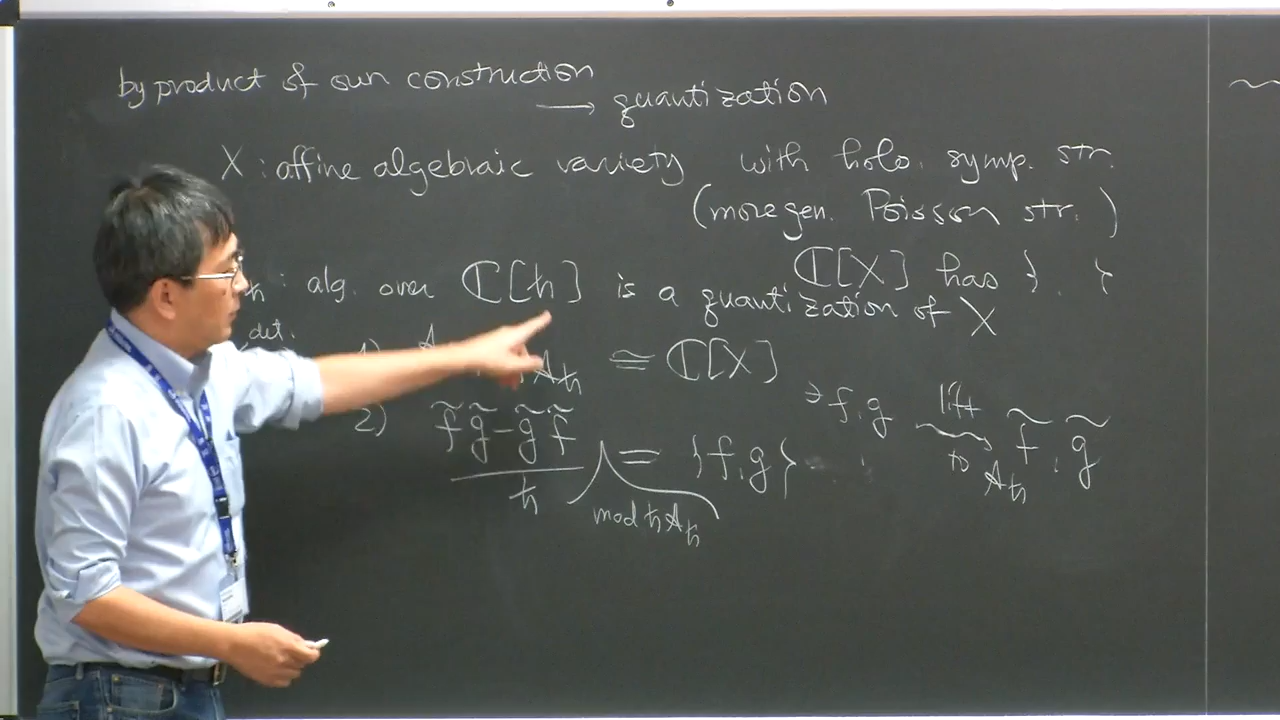 by product of our construction
→ quantization
X : affine algebraic variety with holo. symp. str.
(more gen. Poisson str. )
ℂ[X] has { , }
ħ : alg. over ℂ[ħ] is a quantization of X
def.
1) A Aħ ≅ ℂ[X]
∋ f, g lift to Aħ f̃, g̃
2) f̃ g̃ - g̃ f̃ / ħ = {f, g}
mod ħAħ